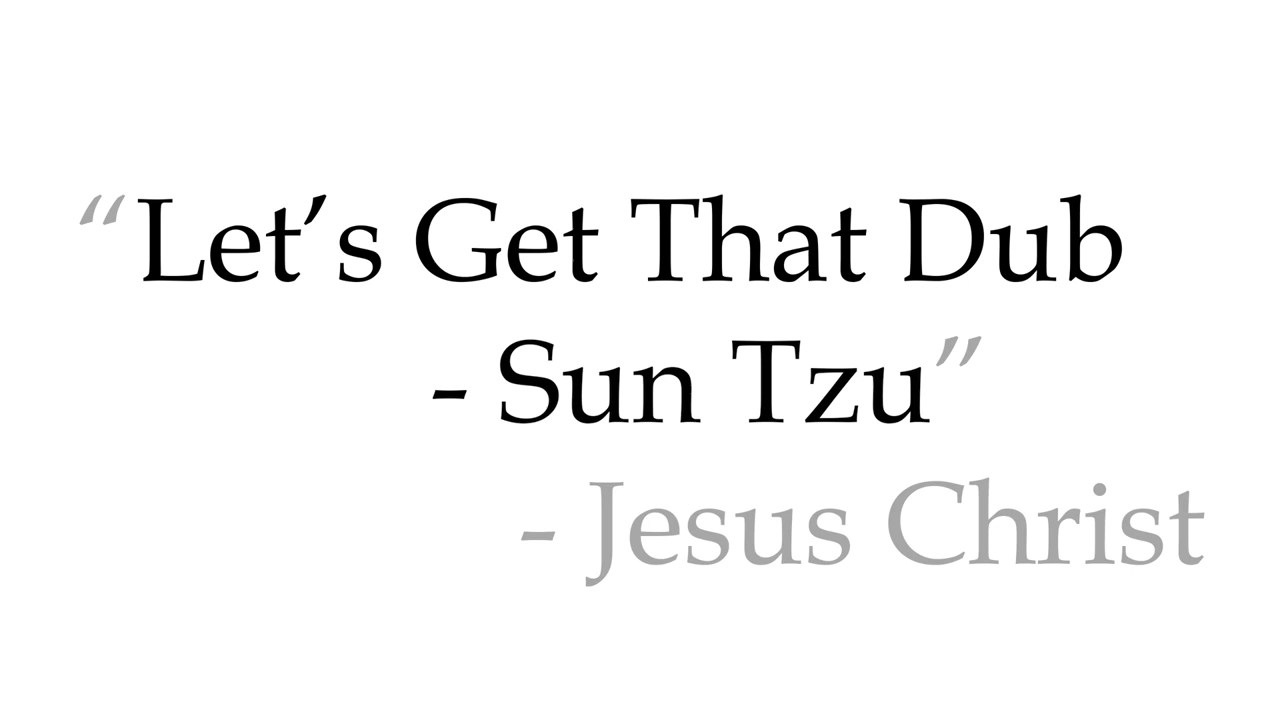 “Let’s Get That Dub
- Sun Tzu”
- Jesus Christ